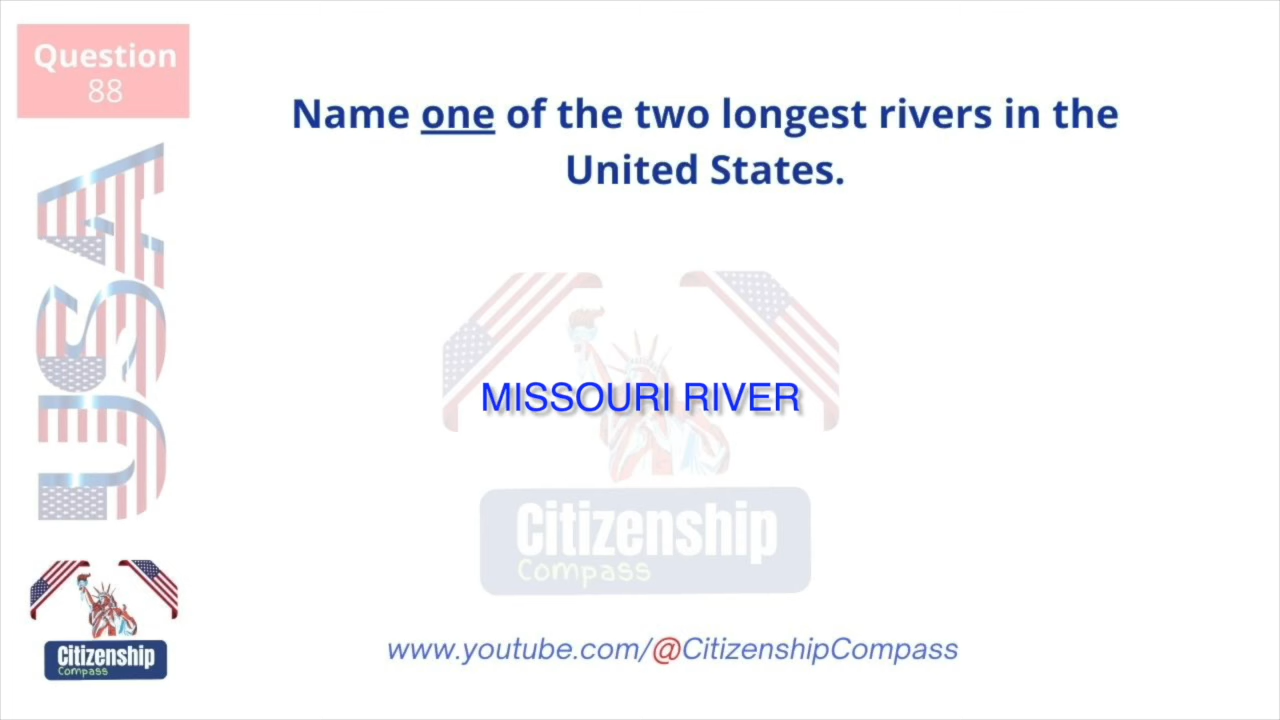 Question
88
Name one of the two longest rivers in the
United States.
USA
MISSOURI RIVER
Citizenship
Compass
Citizenship
Compass
www.youtube.com/@CitizenshipCompass